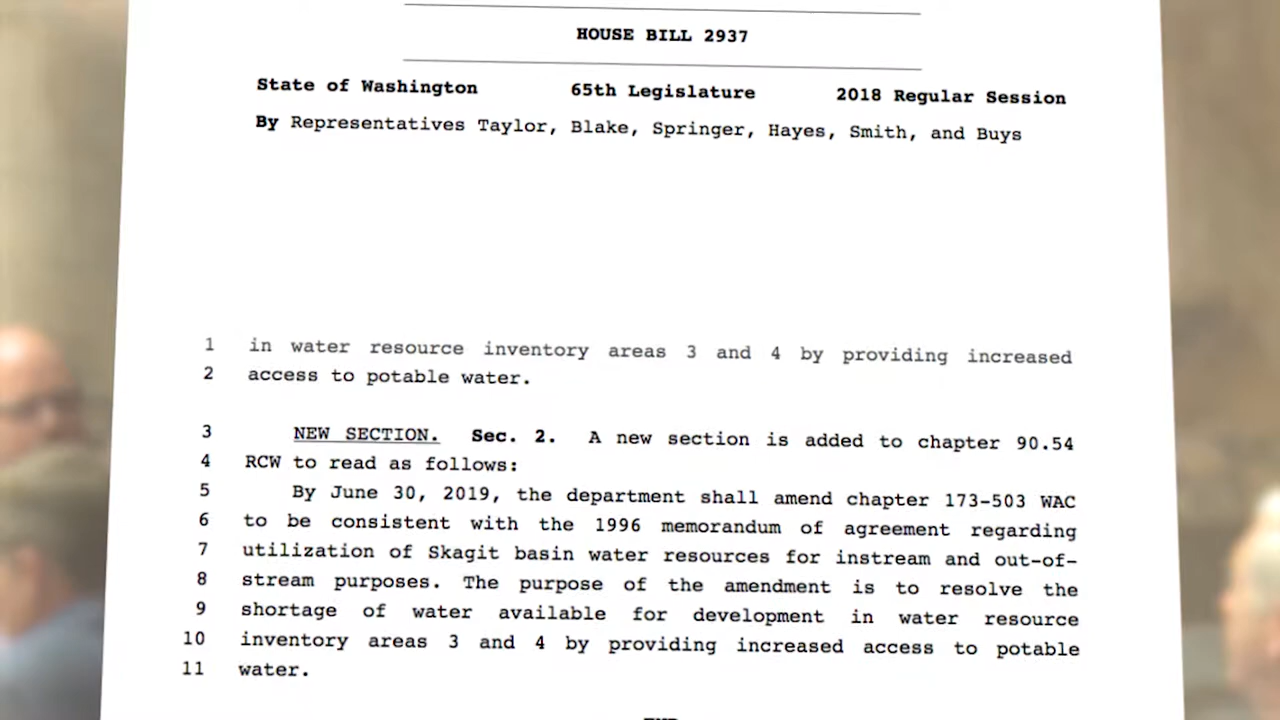 HOUSE BILL 2937
State of Washington 65th Legislature 2018 Regular Session
By Representatives Taylor, Blake, Springer, Hayes, Smith, and Buys
1 in water resource inventory areas 3 and 4 by providing increased
2 access to potable water.
3 NEW SECTION. Sec. 2. A new section is added to chapter 90.54
4 RCW to read as follows:
5 By June 30, 2019, the department shall amend chapter 173-503 WAC
6 to be consistent with the 1996 memorandum of agreement regarding
7 utilization of Skagit basin water resources for instream and out-of-
8 stream purposes. The purpose of the amendment is to resolve the
9 shortage of water available for development in water resource
10 inventory areas 3 and 4 by providing increased access to potable
11 water.